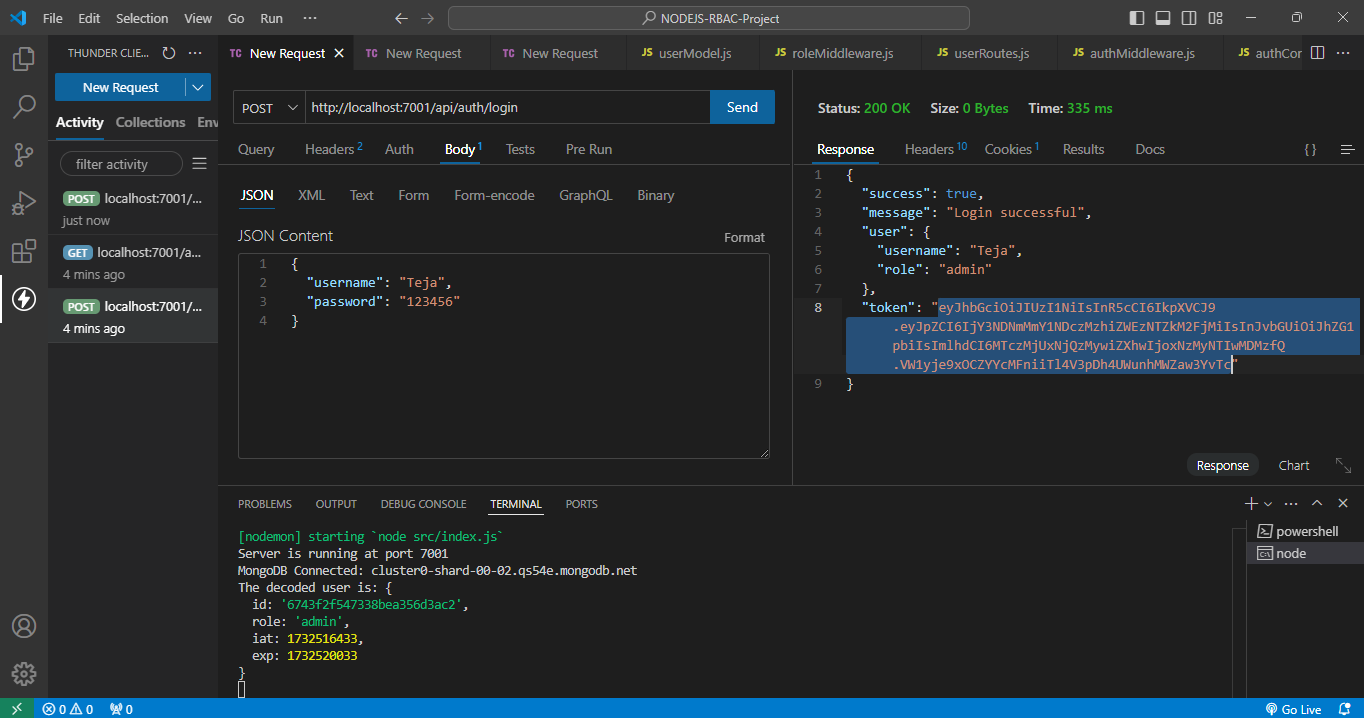 File Edit Selection View Go Run ··· NODEJS-RBAC-Project
THUNDER CLIE... ···
New Request
Activity Collections Env
filter activity
POST localhost:7001/...
just now
GET localhost:7001/a...
4 mins ago
POST localhost:7001/...
4 mins ago
TC New Request TC New Request TC New Request JS userModel.js JS roleMiddleware.js JS userRoutes.js JS authMiddleware.js JS authCor ···
POST http://localhost:7001/api/auth/login Send
Query Headers 2 Auth Body 1 Tests Pre Run
JSON XML Text Form Form-encode GraphQL Binary
JSON Content Format
1 {
2 "username": "Teja",
3 "password": "123456"
4 }
Status: 200 OK Size: 0 Bytes Time: 335 ms
Response Headers 10 Cookies 1 Results Docs {}
1 {
2 "success": true,
3 "message": "Login successful",
4 "user": {
5 "username": "Teja",
6 "role": "admin"
7 },
8 "token": "eyJhbGciOiJIUzI1NiIsInR5cCI6IkpXVCJ9
.eyJpZCI6IjY3NDNmMmY1NDczMzhiZWEzNTZkM2FjMiIsInJvbGUiOiJhZG1
pbiIsImlhdCI6MTczMjUxNjQzMywiZXhwIjoxNzMyNTIwMDMzfQ
.VW1yje9xOCZYYcMFniiTl4V3pDh4UWunhMWZaw3YvTc"
9 }
Response Chart
PROBLEMS OUTPUT DEBUG CONSOLE TERMINAL PORTS ···
[nodemon] starting `node src/index.js`
Server is running at port 7001
MongoDB Connected: cluster0-shard-00-02.qs54e.mongodb.net
The decoded user is: {
id: '6743f2f547338bea356d3ac2',
role: 'admin',
iat: 1732516433,
exp: 1732520033
}
powershell
node
0 0 0 Go Live